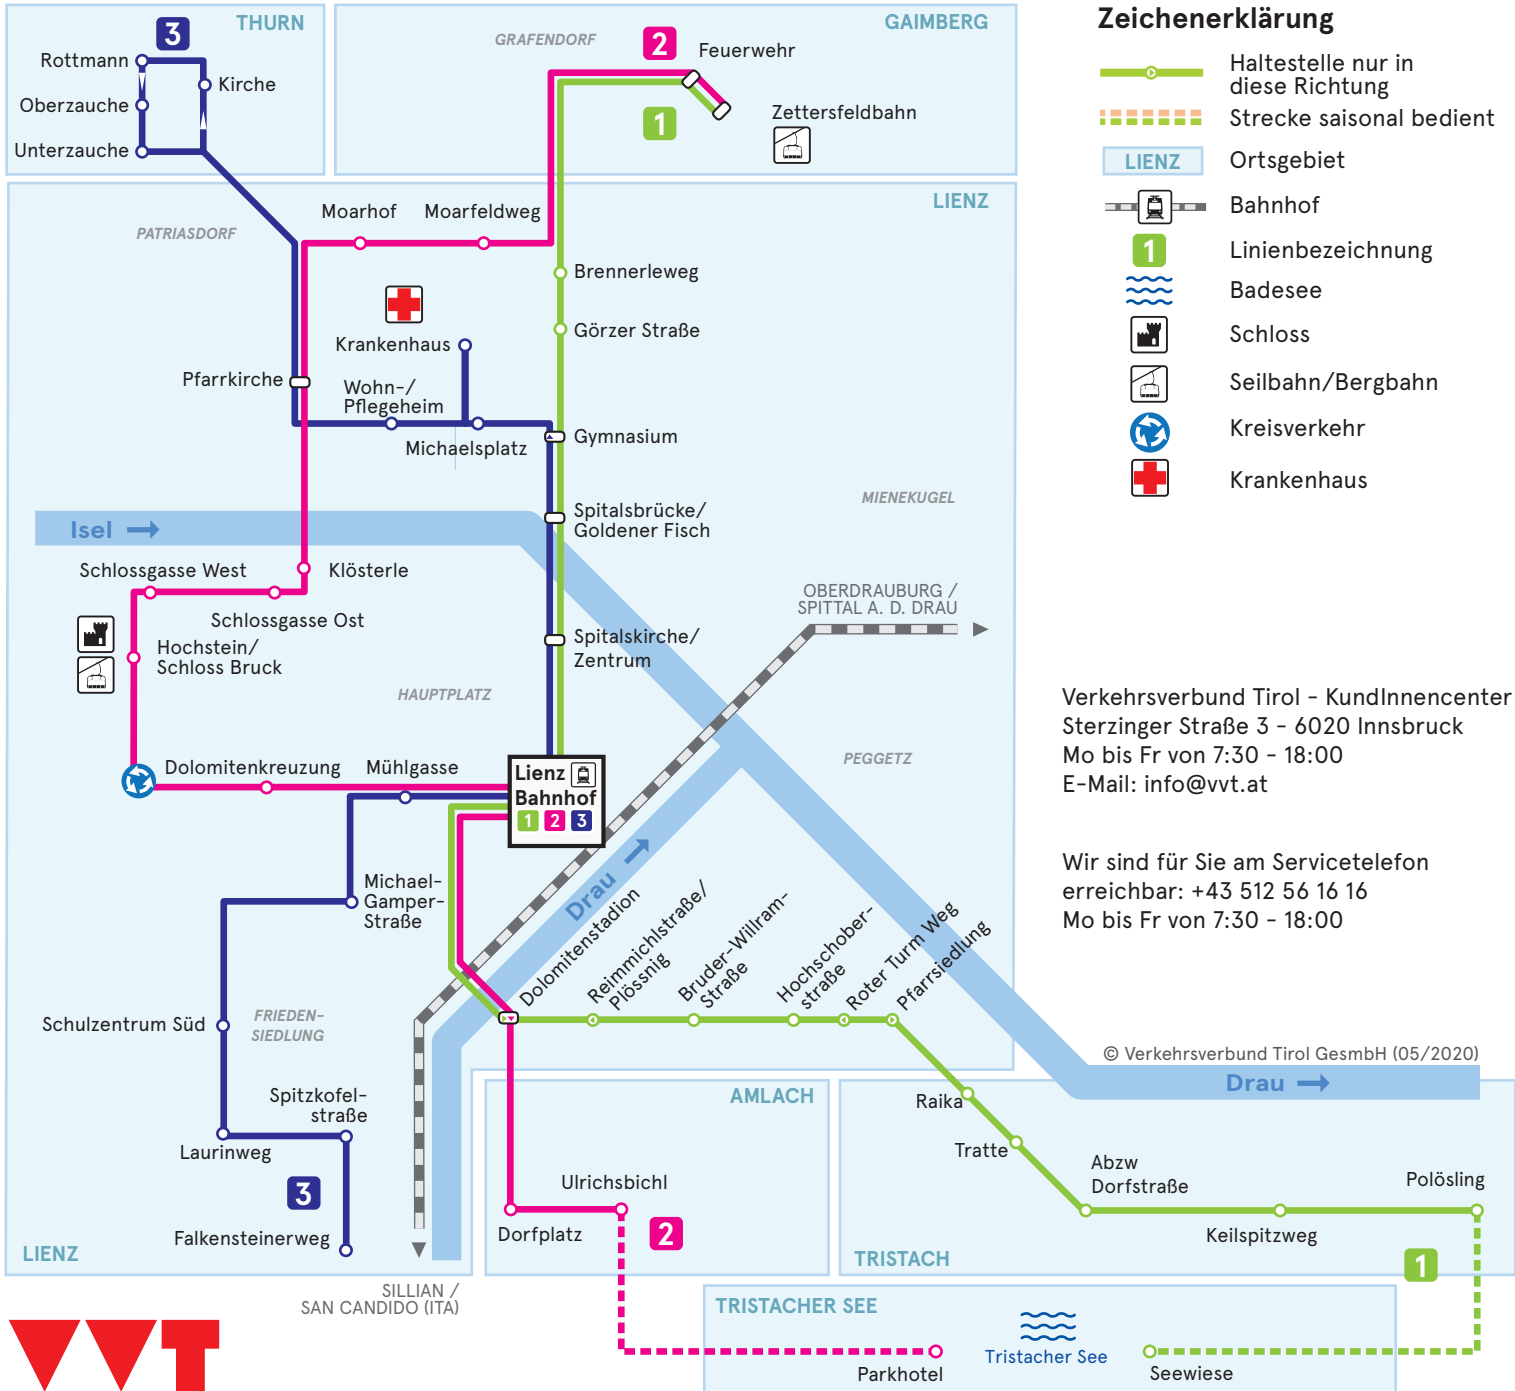 THURN
3
Rottmann
Kirche
Oberzauche
Unterzauche
GAIMBERG
GRAFENDORF
2
Feuerwehr
1
Zettersfeldbahn
LIENZ
PATRIASDORF
Moarhof
Moarfeldweg
Brennerleweg
Krankenhaus
Görzer Straße
Pfarrkirche
Wohn-/
Pflegeheim
Michaelsplatz
Gymnasium
MIENEKUGEL
Isel
Spitalsbrücke/
Goldener Fisch
Schlossgasse West
Klösterle
Schlossgasse Ost
OBERDRAUBURG /
SPITTAL A. D. DRAU
Hochstein/
Schloss Bruck
Spitalskirche/
Zentrum
HAUPTPLATZ
PEGGETZ
Dolomitenkreuzung
Mühlgasse
Lienz
Bahnhof
1 2 3
Michael-
Gamper-
Straße
Drau
Dolomitenstadion
Reimmichlstraße/
Plössnig
Bruder-Willram-
Straße
Hochschober-
straße
Roter Turm Weg
Pfarrsiedlung
Schulzentrum Süd
FRIEDEN-
SIEDLUNG
Spitzkofel-
straße
Laurinweg
3
Falkensteinerweg
LIENZ
SILLIAN /
SAN CANDIDO (ITA)
AMLACH
Ulrichsbichl
Dorfplatz
2
Drau
Raika
Tratte
Abzw
Dorfstraße
Polösling
Keilspitzweg
TRISTACH
1
TRISTACHER SEE
Tristacher See
Parkhotel
Seewiese
VVT
Zeichenerklärung
Haltestelle nur in
diese Richtung
Strecke saisonal bedient
LIENZ
Ortsgebiet
Bahnhof
1
Linienbezeichnung
Badesee
Schloss
Seilbahn/Bergbahn
Kreisverkehr
Krankenhaus
Verkehrsverbund Tirol - KundInnencenter
Sterzinger Straße 3 - 6020 Innsbruck
Mo bis Fr von 7:30 - 18:00
E-Mail: info@vvt.at
Wir sind für Sie am Servicetelefon
erreichbar: +43 512 56 16 16
Mo bis Fr von 7:30 - 18:00
© Verkehrsverbund Tirol GesmbH (05/2020)